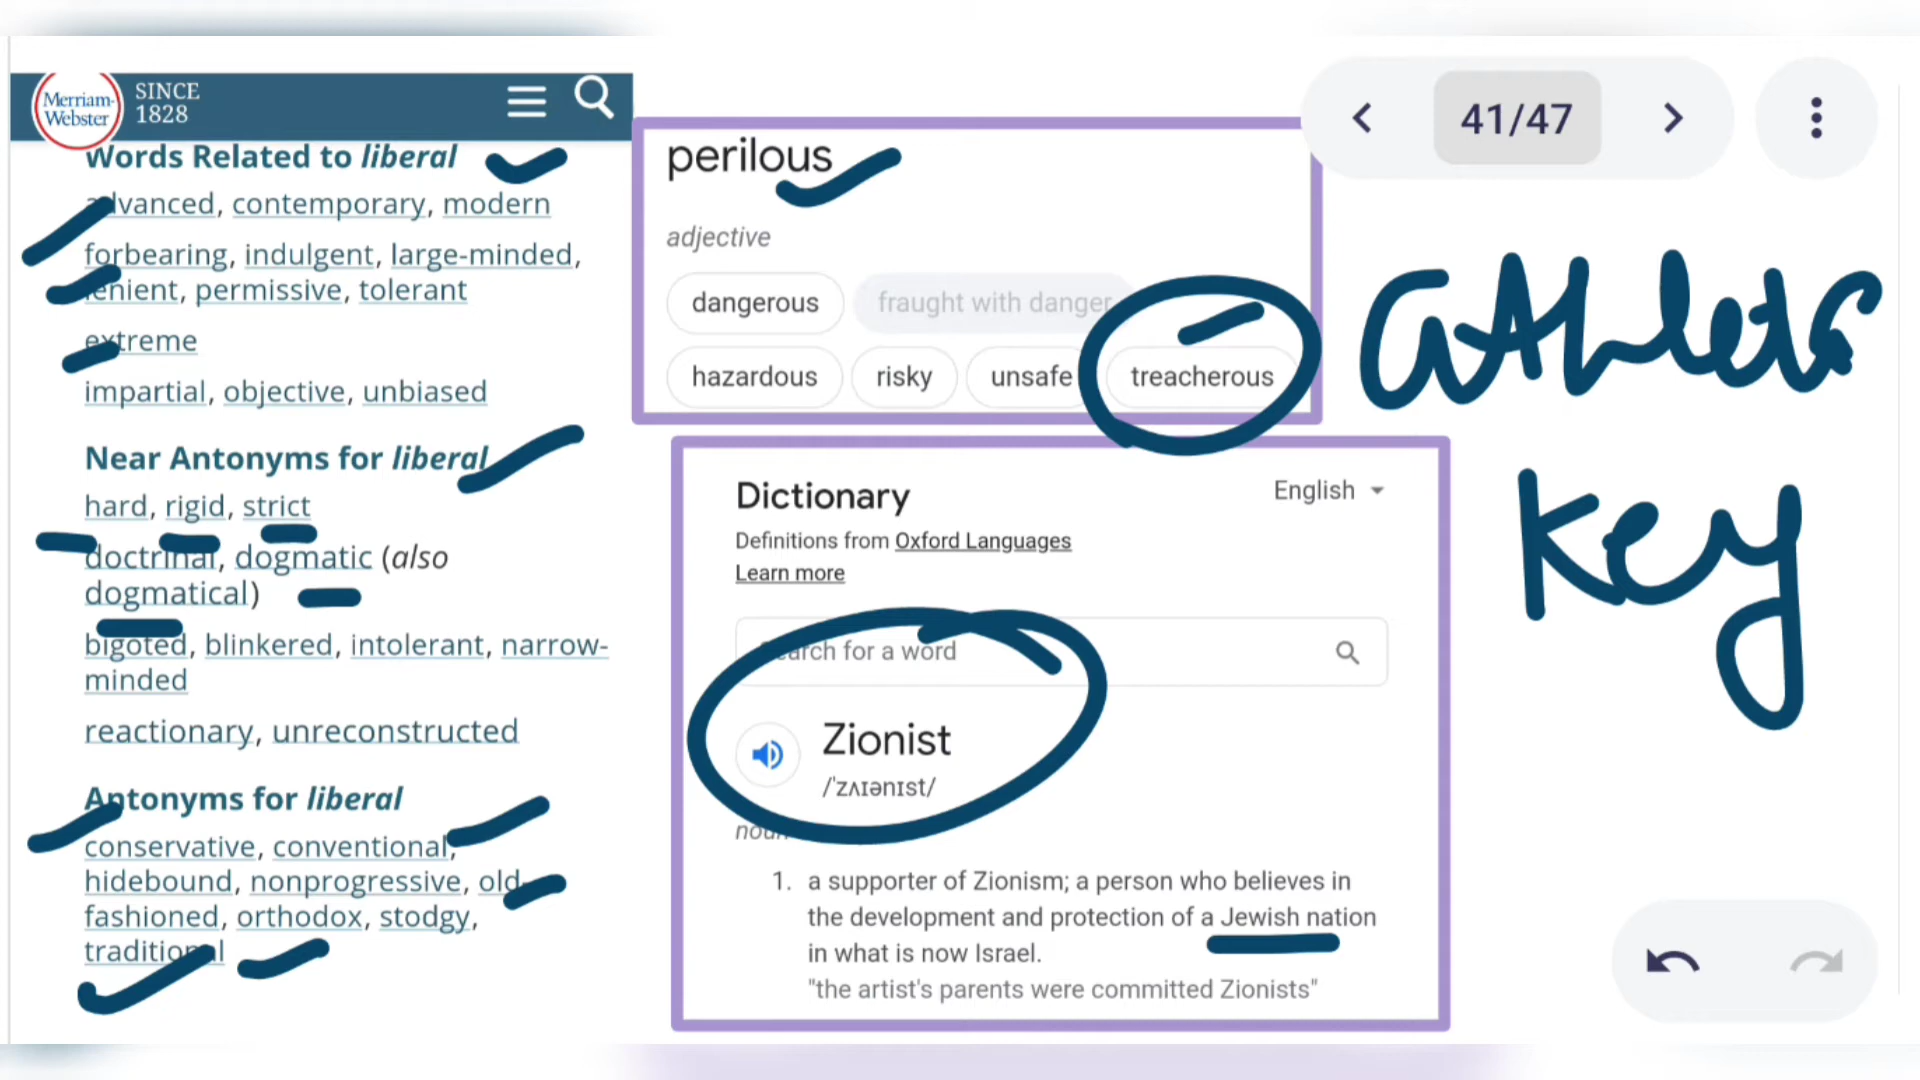 Merriam-
Webster
SINCE
1828
Words Related to liberal
advanced, contemporary, modern
forbearing, indulgent, large-minded,
lenient, permissive, tolerant
extreme
impartial, objective, unbiased
Near Antonyms for liberal
hard, rigid, strict
doctrinal, dogmatic (also
dogmatical)
bigoted, blinkered, intolerant, narrow-
minded
reactionary, unreconstructed
Antonyms for liberal
conservative, conventional,
hidebound, nonprogressive, old-
fashioned, orthodox, stodgy,
traditional
perilous
adjective
dangerous fraught with danger
hazardous risky unsafe treacherous
Dictionary
English
Definitions from Oxford Languages
Learn more
Search for a word
Zionist
/ˈzʌɪənɪst/
noun
1. a supporter of Zionism; a person who believes in
the development and protection of a Jewish nation
in what is now Israel.
"the artist's parents were committed Zionists"
41/47
Key